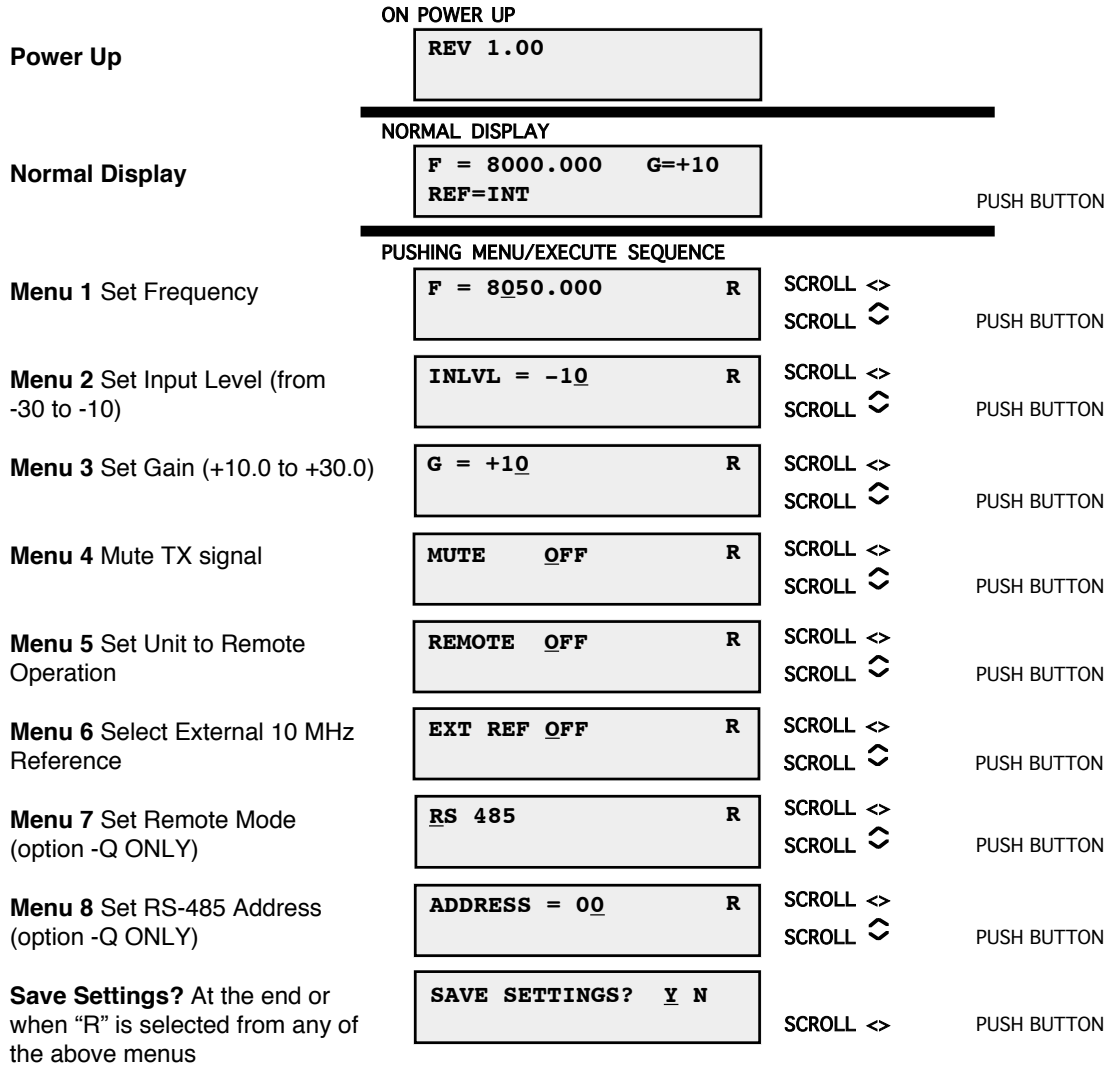 ON POWER UP
Power Up
REV 1.00
NORMAL DISPLAY
Normal Display
F = 8000.000 G=+10
REF=INT
PUSH BUTTON
PUSHING MENU/EXECUTE SEQUENCE
Menu 1 Set Frequency
F = 8050.000 R
SCROLL <>
SCROLL
PUSH BUTTON
Menu 2 Set Input Level (from
-30 to -10)
INLVL = -10 R
SCROLL <>
SCROLL
PUSH BUTTON
Menu 3 Set Gain (+10.0 to +30.0)
G = +10 R
SCROLL <>
SCROLL
PUSH BUTTON
Menu 4 Mute TX signal
MUTE OFF R
SCROLL <>
SCROLL
PUSH BUTTON
Menu 5 Set Unit to Remote
Operation
REMOTE OFF R
SCROLL <>
SCROLL
PUSH BUTTON
Menu 6 Select External 10 MHz
Reference
EXT REF OFF R
SCROLL <>
SCROLL
PUSH BUTTON
Menu 7 Set Remote Mode
(option -Q ONLY)
RS 485 R
SCROLL <>
SCROLL
PUSH BUTTON
Menu 8 Set RS-485 Address
(option -Q ONLY)
ADDRESS = 00 R
SCROLL <>
SCROLL
PUSH BUTTON
Save Settings? At the end or
when “R” is selected from any of
the above menus
SAVE SETTINGS? Y N
SCROLL <>
PUSH BUTTON